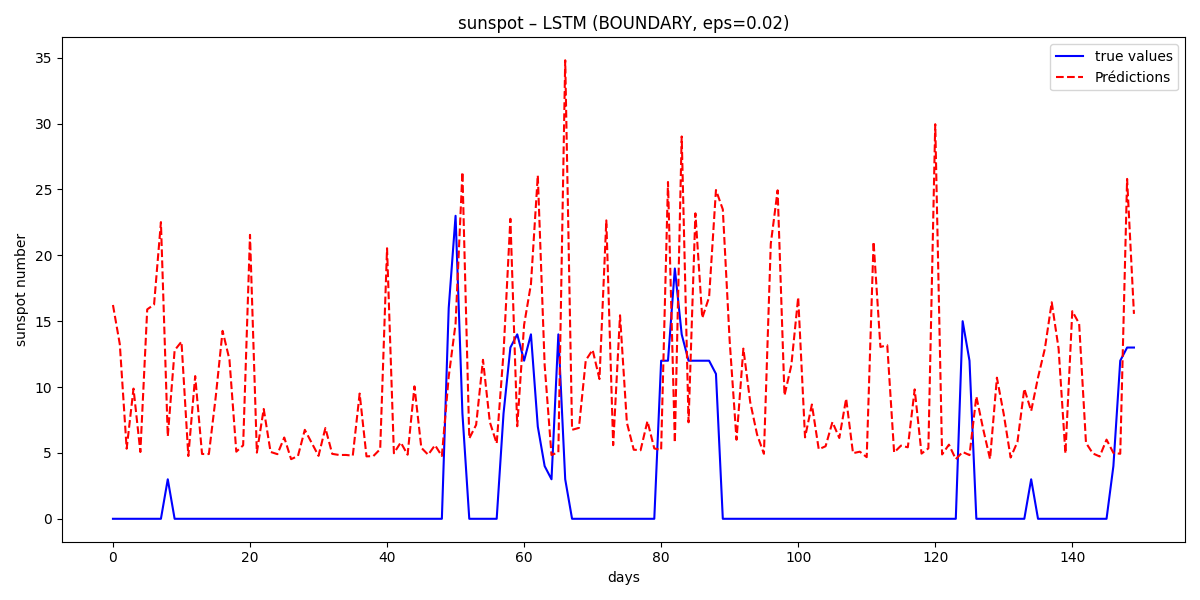 sunspot – LSTM (BOUNDARY, eps=0.02)
true values
Prédictions
sunspot number
35
30
25
20
15
10
5
0
0 20 40 60 80 100 120 140
days